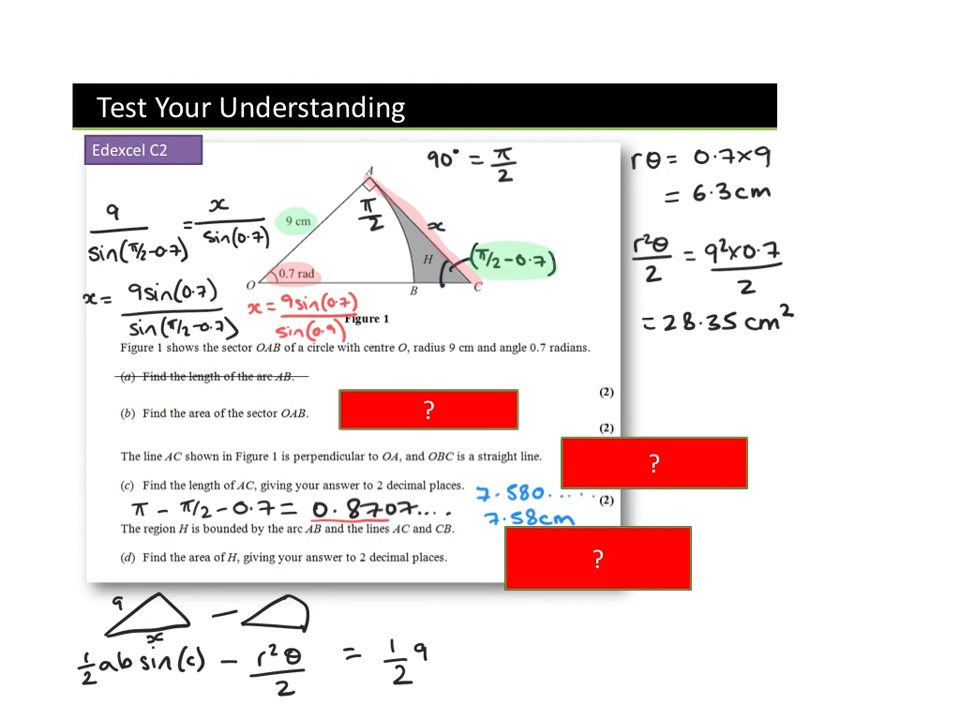 Test Your Understanding
Edexcel C2
90° = π/2
rθ = 0.7×9
= 6.3cm
r²θ/2 = 9²×0.7/2
= 28.35 cm²
9/sin(π/2-0.7) = x/sin(0.7)
x = 9sin(0.7)/sin(π/2-0.7)
x = 9sin(0.7)/sin(0.9)
A
9 cm
π/2
x
H
(π/2-0.7)
0.7 rad
O
B
C
Figure 1
Figure 1 shows the sector OAB of a circle with centre O, radius 9 cm and angle 0.7 radians.
(a) Find the length of the arc AB.
(2)
(b) Find the area of the sector OAB.
?
(2)
The line AC shown in Figure 1 is perpendicular to OA, and OBC is a straight line.
?
(c) Find the length of AC, giving your answer to 2 decimal places.
7.580.....
(2)
π - π/2 - 0.7 = 0.8707....
7.58cm
The region H is bounded by the arc AB and the lines AC and CB.
(d) Find the area of H, giving your answer to 2 decimal places.
?
9
x
-
½ab sin(c) - r²θ/2 = ½9